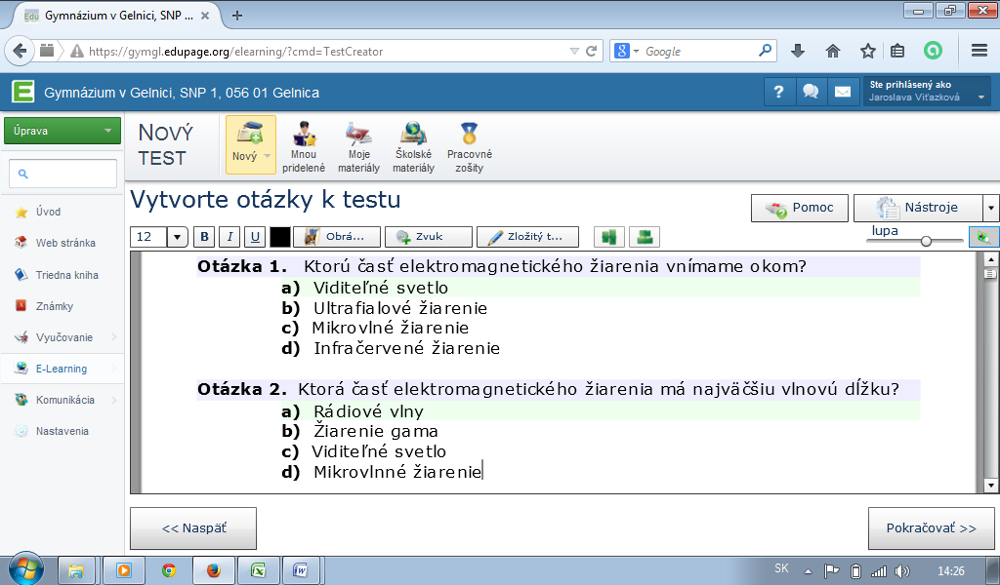 Edu Gymnázium v Gelnici, SNP ...
https://gymgl.edupage.org/elearning/?cmd=TestCreator
Google
Gymnázium v Gelnici, SNP 1, 056 01 Gelnica
?
Ste prihlásený ako
Jaroslava Víťazková
Úprava
NOVÝ
TEST
Nový
Mnou
pridelené
Moje
materiály
Školské
materiály
Pracovné
zošity
Úvod
Web stránka
Triedna kniha
Známky
Vyučovanie
E-Learning
Komunikácia
Nastavenia
Vytvorte otázky k testu
Pomoc
Nástroje
12
B
I
U
Obrá...
Zvuk
Zložitý t...
lupa
Otázka 1. Ktorú časť elektromagnetického žiarenia vnímame okom?
a) Viditeľné svetlo
b) Ultrafialové žiarenie
c) Mikrovlné žiarenie
d) Infračervené žiarenie
Otázka 2. Ktorá časť elektromagnetického žiarenia má najväčšiu vlnovú dĺžku?
a) Rádiové vlny
b) Žiarenie gama
c) Viditeľné svetlo
d) Mikrovlnné žiarenie
<< Naspäť
Pokračovať >>
SK
14:26